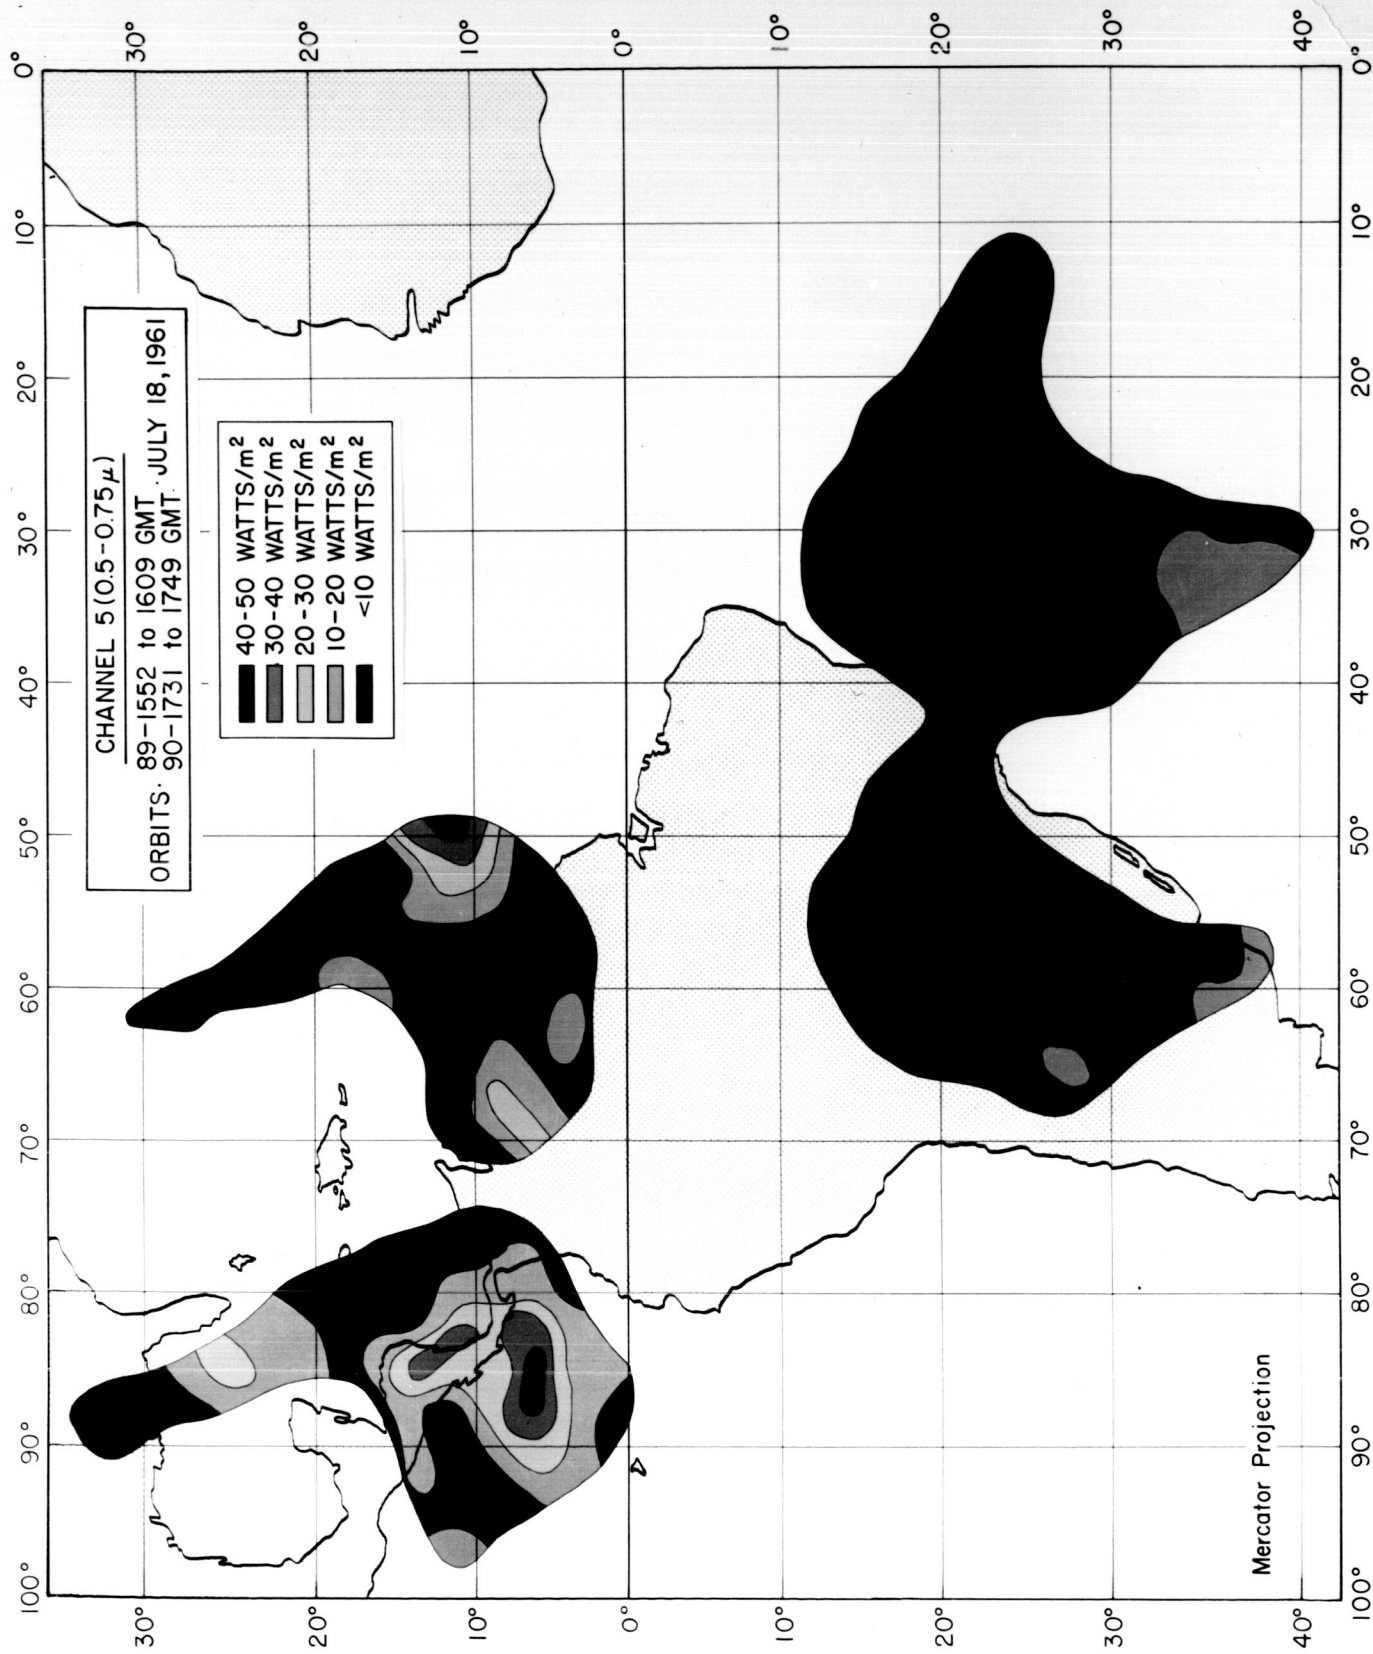 CHANNEL 5 (0.5-0.75μ)
ORBITS· 89-1552 to 1609 GMT
90-1731 to 1749 GMT · JULY 18, 1961
40-50 WATTS/m²
30-40 WATTS/m²
20-30 WATTS/m²
10-20 WATTS/m²
<10 WATTS/m²
100° 90° 80° 70° 60° 50° 40° 30° 20° 10° 0°
30° 30°
20° 20°
10° 10°
0° 0°
10° 10°
20° 20°
30° 30°
40° 40°
100° 90° 80° 70° 60° 50° 40° 30° 20° 10° 0°
Mercator Projection